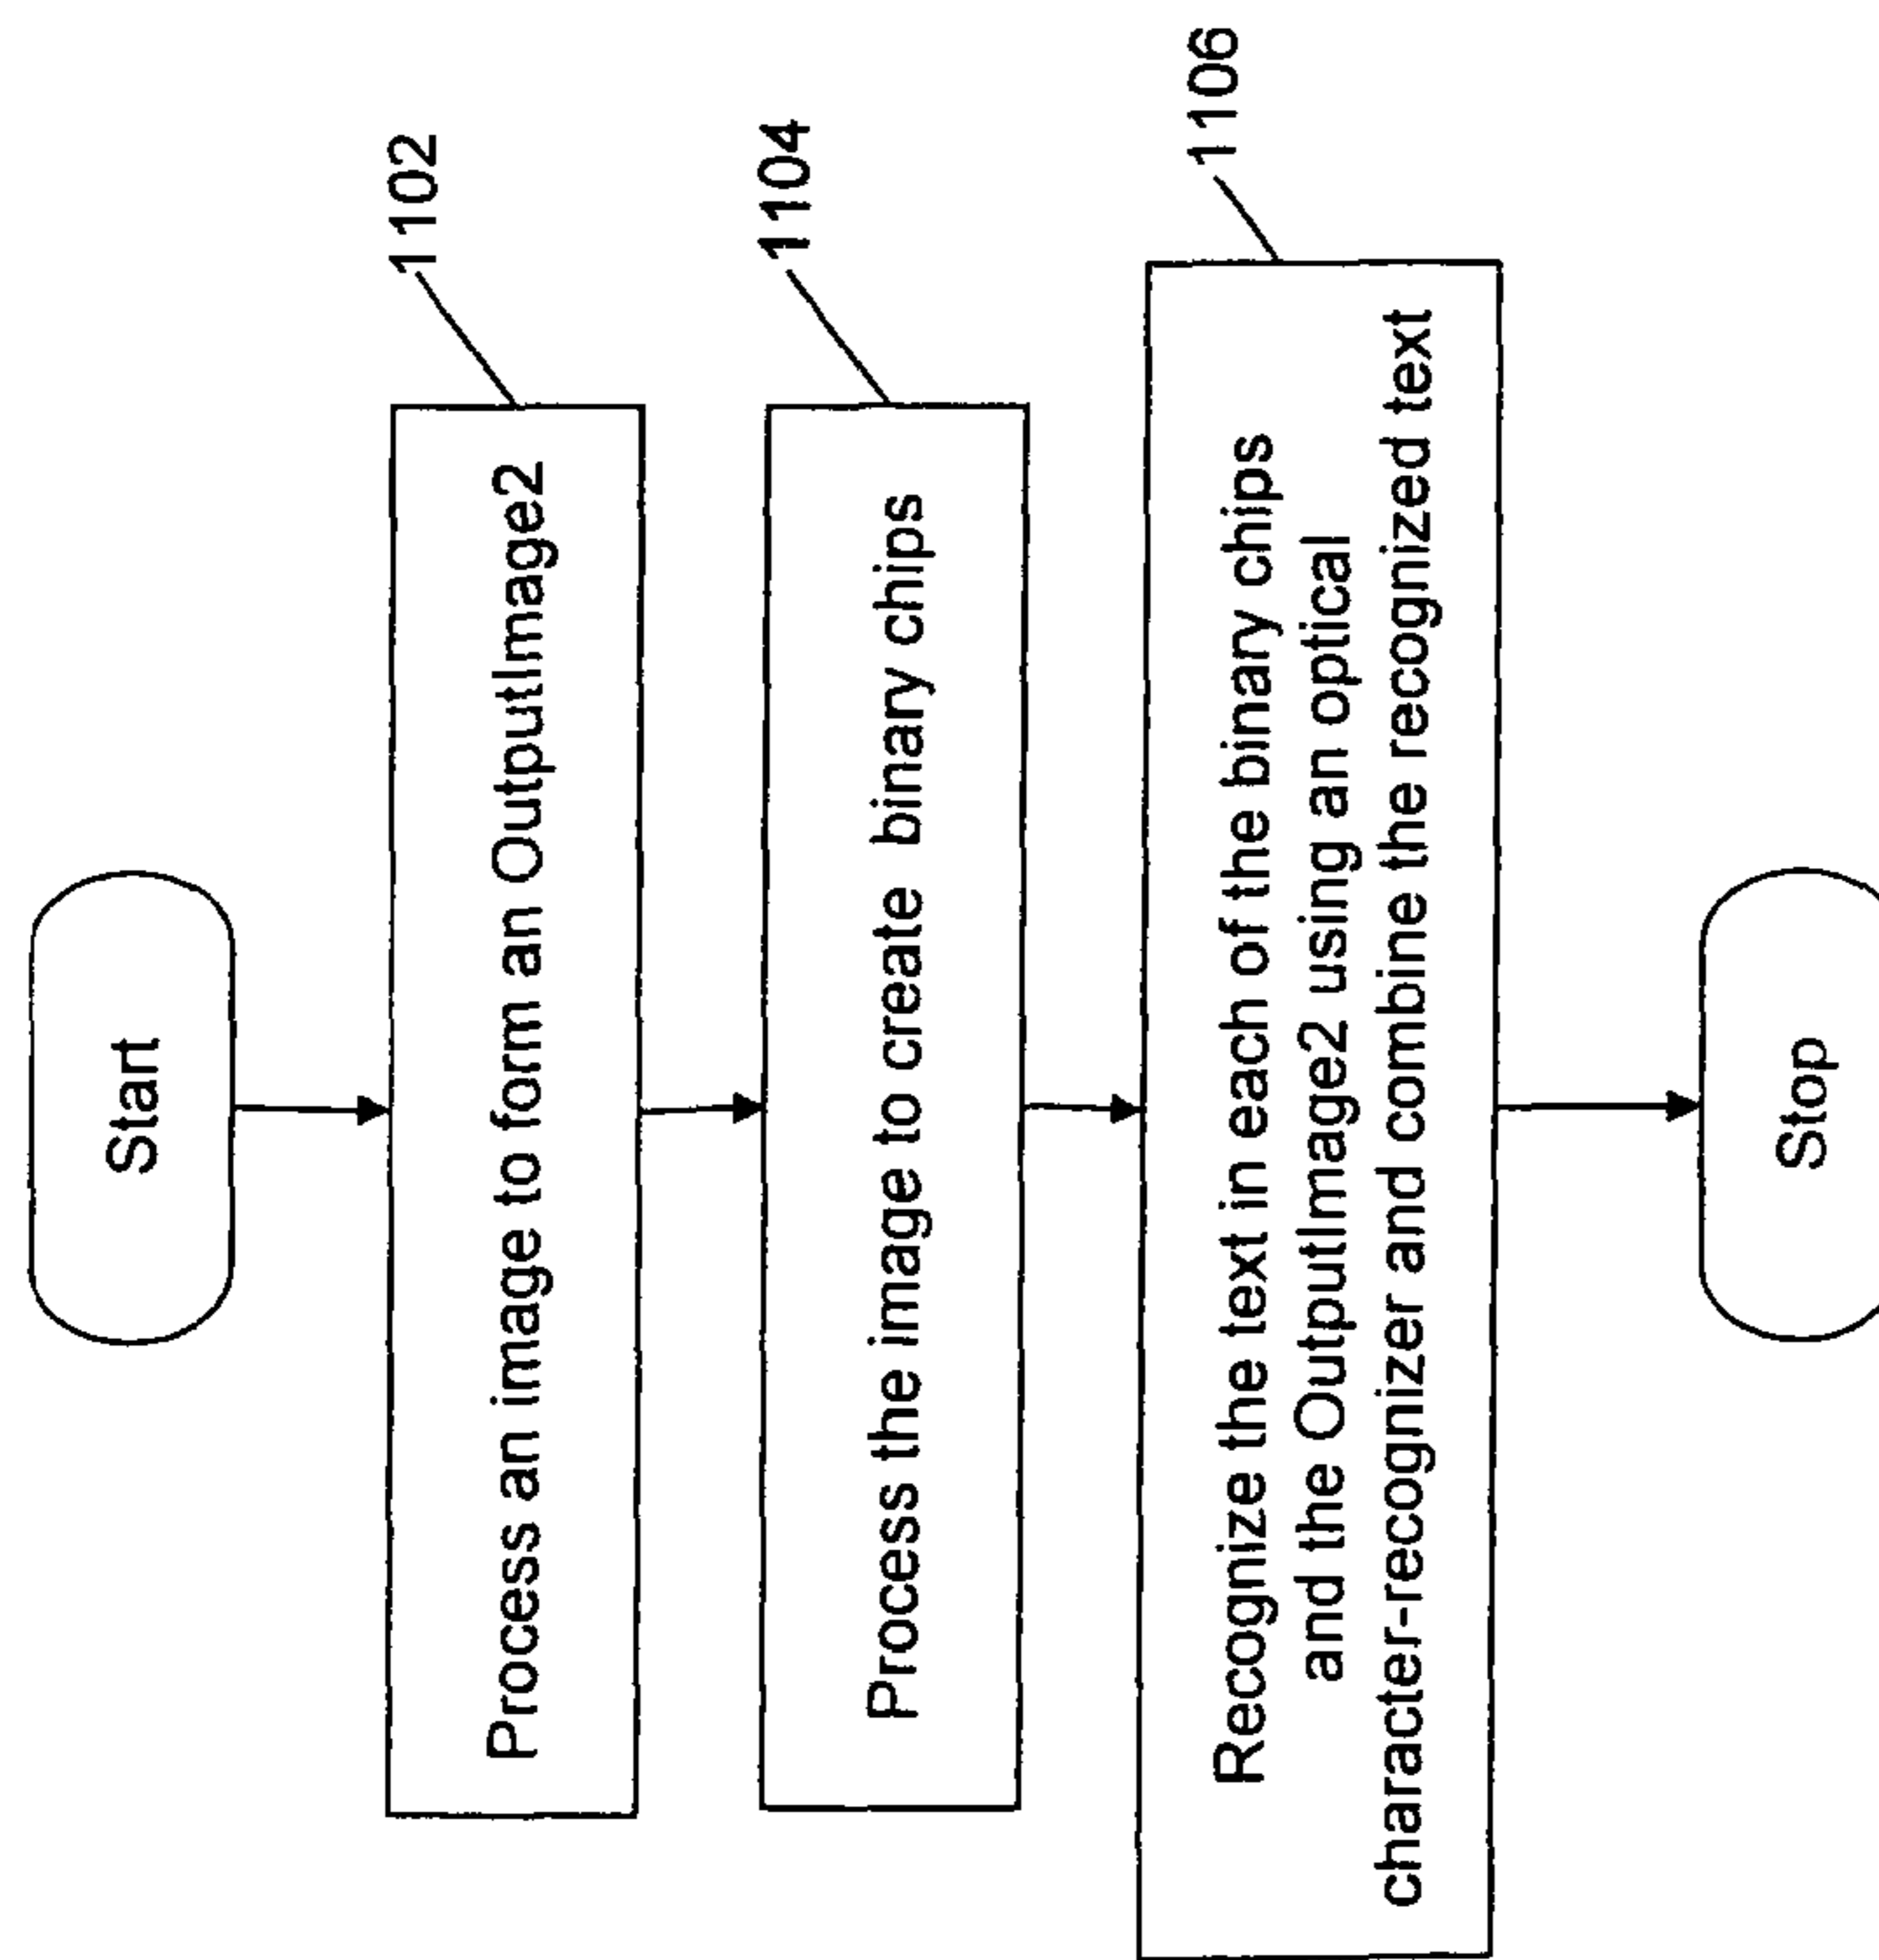 Start
1102
Process an image to form an OutputImage2
1104
Process the image to create binary chips
1106
Recognize the text in each of the binary chips
and the OutputImage2 using an optical
character-recognizer and combine the recognized text
Stop